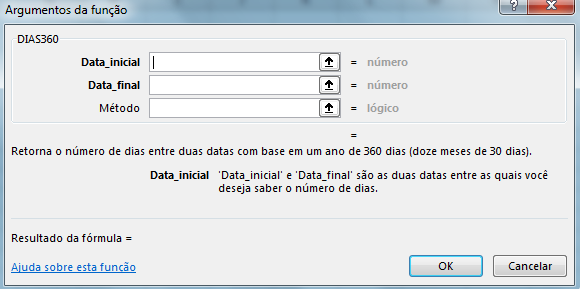 Argumentos da função
DIAS360
Data_inicial = número
Data_final = número
Método = lógico
=
Retorna o número de dias entre duas datas com base em um ano de 360 dias (doze meses de 30 dias).
Data_inicial 'Data_inicial' e 'Data_final' são as duas datas entre as quais você
deseja saber o número de dias.
Resultado da fórmula =
Ajuda sobre esta função
OK
Cancelar